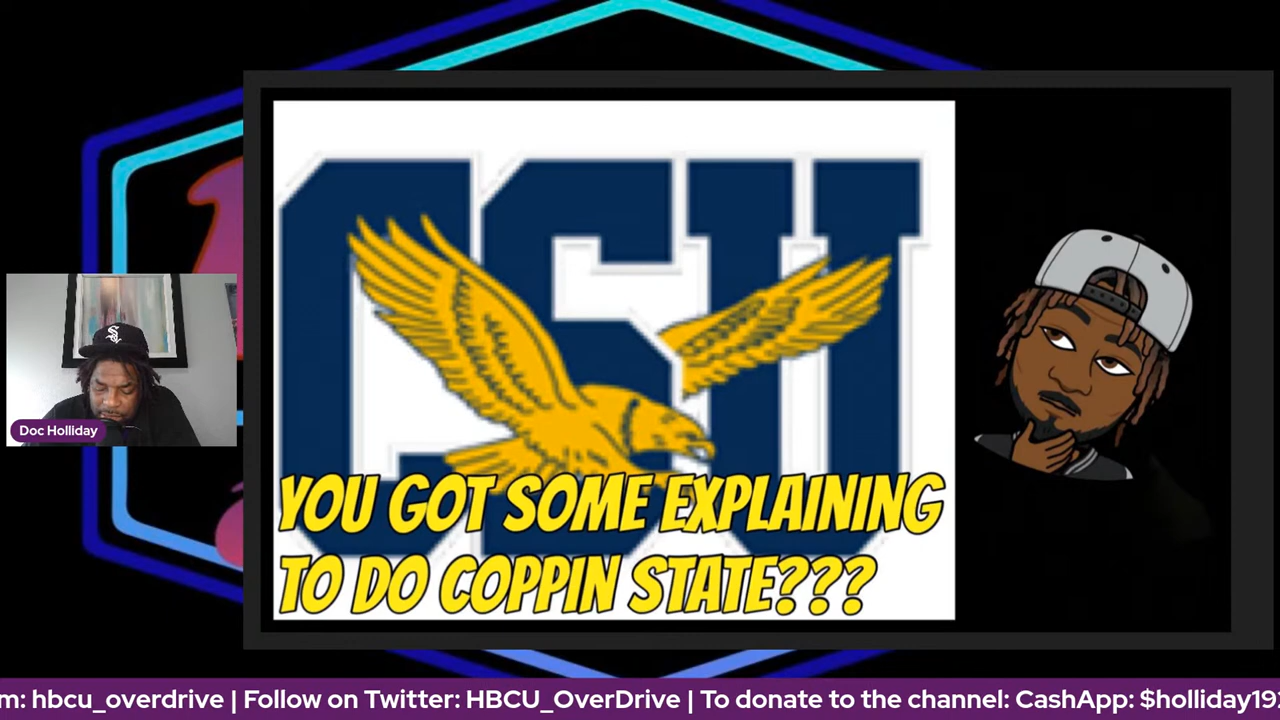 CSU
YOU GOT SOME EXPLAINING
TO DO COPPIN STATE???
Doc Holliday
m: hbcu_overdrive | Follow on Twitter: HBCU_OverDrive | To donate to the channel: CashApp: $holliday19